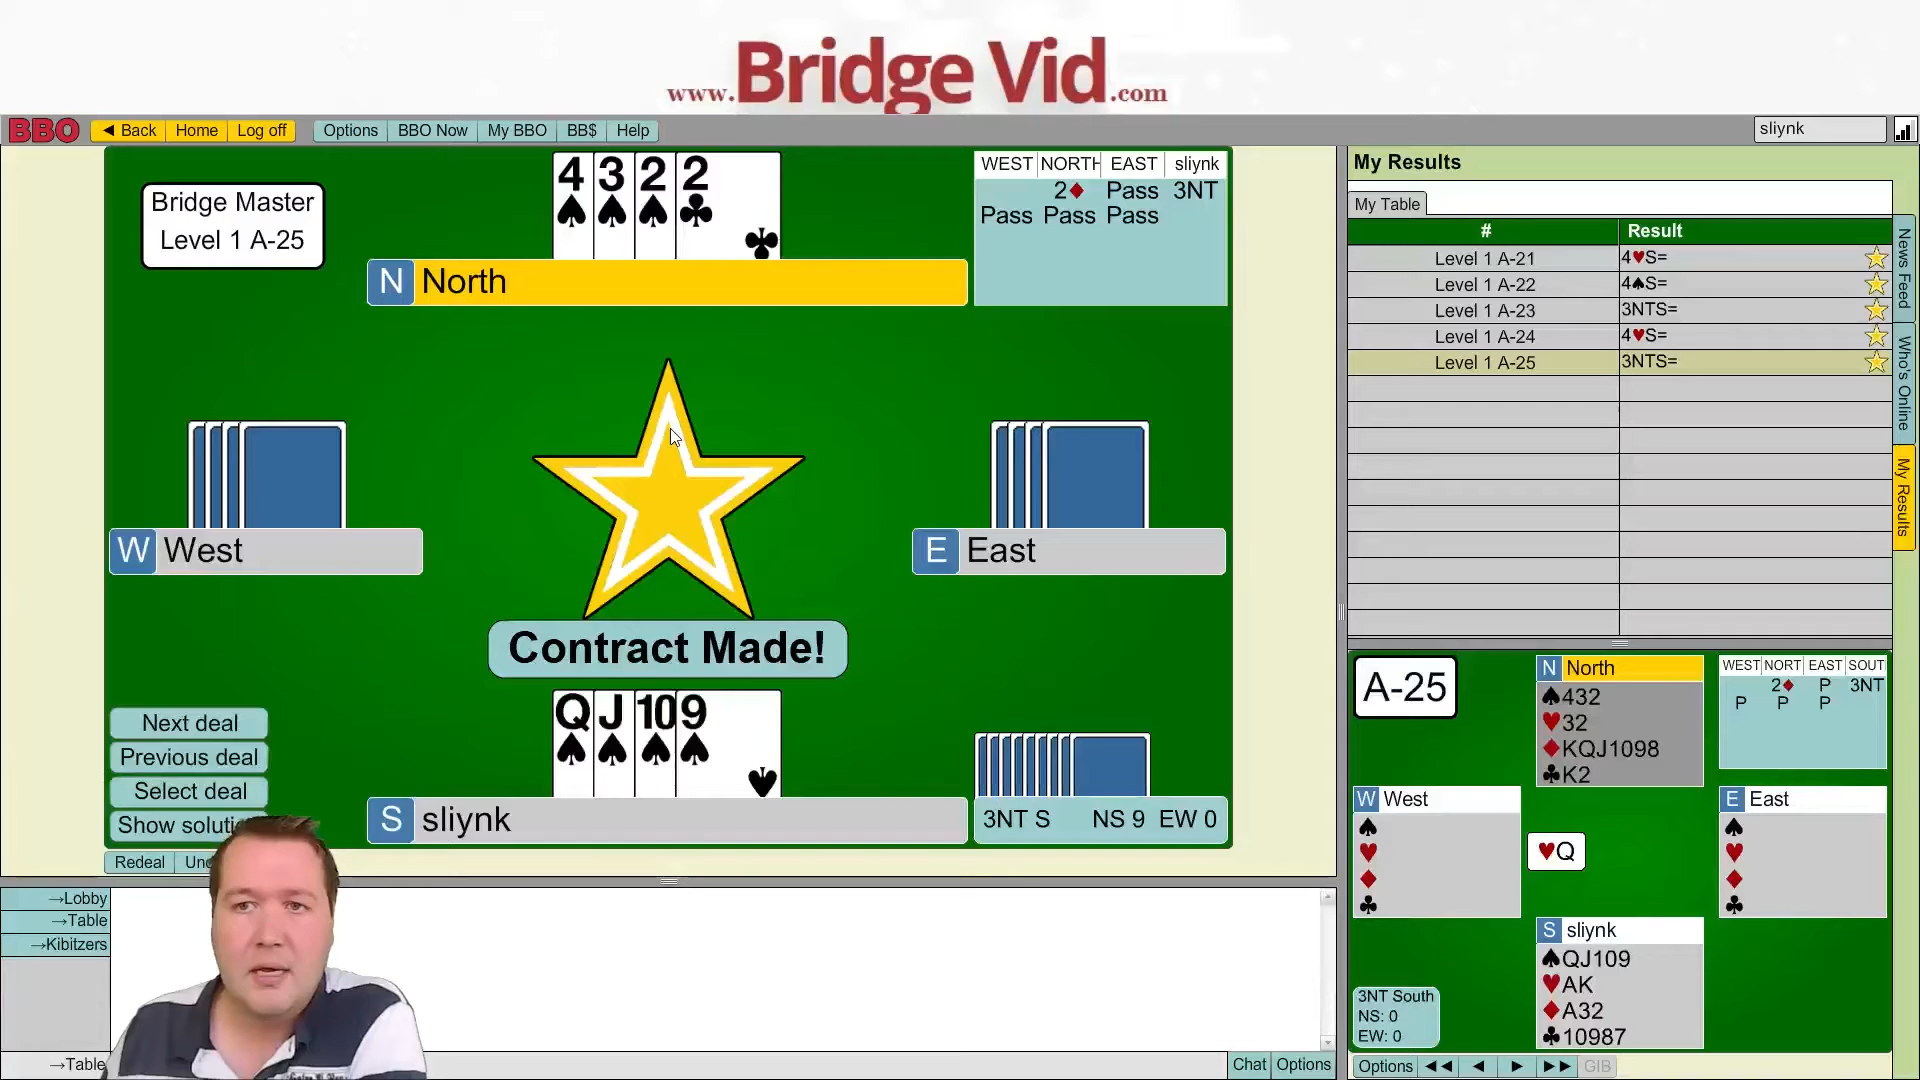 www.Bridge Vid.com
BBO
◄ Back Home Log off Options BBO Now My BBO BB$ Help sliynk
Bridge Master
Level 1 A-25
4 3 2 2
♠ ♠ ♠ ♣
N North
WEST NORTH EAST sliynk
2♦ Pass 3NT
Pass Pass Pass
W West
E East
Contract Made!
Q J 10 9
♠ ♠ ♠ ♠
S sliynk
3NT S NS 9 EW 0
Next deal
Previous deal
Select deal
Show soluti
Redeal Un
→Lobby
→Table
→Kibitzers
→Table
Chat Options
My Results
My Table
# Result
Level 1 A-21 4♥S=
Level 1 A-22 4♠S=
Level 1 A-23 3NTS=
Level 1 A-24 4♥S=
Level 1 A-25 3NTS=
News Feed
Who's Online
My Results
A-25
N North
♠432
♥32
♦KQJ1098
♣K2
WEST NORT EAST SOUT
2♦ P 3NT
P P P
W West
♠
♥
♦
♣
♥Q
E East
♠
♥
♦
♣
S sliynk
♠QJ109
♥AK
♦A32
♣10987
3NT South
NS: 0
EW: 0
Options ◄◄ ◄ ► ►► GIB